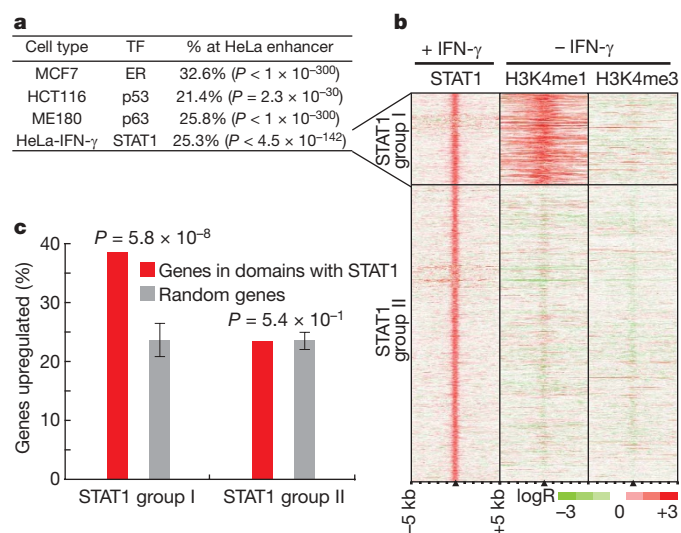 a
Cell type TF % at HeLa enhancer
MCF7 ER 32.6% (P < 1 × 10⁻³⁰⁰)
HCT116 p53 21.4% (P = 2.3 × 10⁻³⁰)
ME180 p63 25.8% (P < 1 × 10⁻³⁰⁰)
HeLa-IFN-γ STAT1 25.3% (P < 4.5 × 10⁻¹⁴²)
b
+ IFN-γ – IFN-γ
STAT1 H3K4me1 H3K4me3
STAT1
group I
STAT1
group II
–5 kb
+5 kb
logR
–3 0 +3
c
P = 5.8 × 10⁻⁸
Genes in domains with STAT1
Random genes
P = 5.4 × 10⁻¹
Genes upregulated (%)
40
30
20
10
0
STAT1 group I STAT1 group II